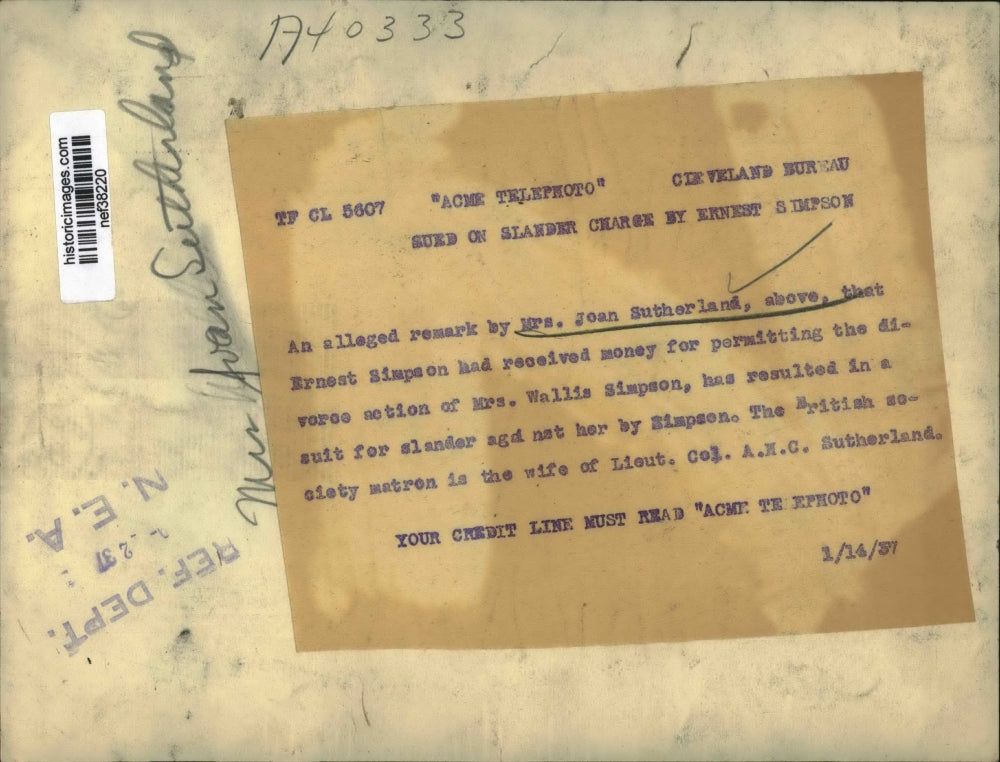 A40333
historicimages.com
nef38220
Mrs Joan Sutherland
TF CL 5607 "ACME TELEPHOTO" CLEVELAND BUREAU
SUED ON SLANDER CHARGE BY ERNEST SIMPSON
An alleged remark by Mrs. Joan Sutherland, above, that
Ernest Simpson had received money for permitting the di-
vorce action of Mrs. Wallis Simpson, has resulted in a
suit for slander agai nst her by Simpson. The British so-
ciety matron is the wife of Lieut. Col. A.H.C. Sutherland.
YOUR CREDIT LINE MUST READ "ACME TE EPHOTO"
1/14/37
REF. DEPT.
237
N. E. A.